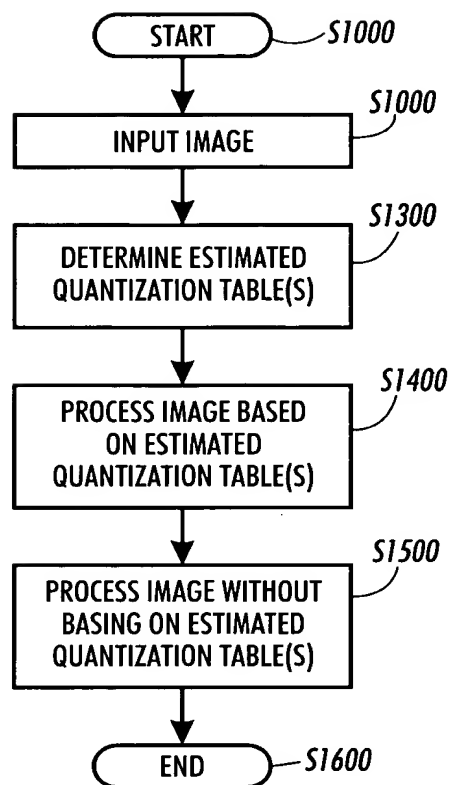 START
S1000
S1000
INPUT IMAGE
S1300
DETERMINE ESTIMATED
QUANTIZATION TABLE(S)
S1400
PROCESS IMAGE BASED
ON ESTIMATED
QUANTIZATION TABLE(S)
S1500
PROCESS IMAGE WITHOUT
BASING ON ESTIMATED
QUANTIZATION TABLE(S)
END
S1600